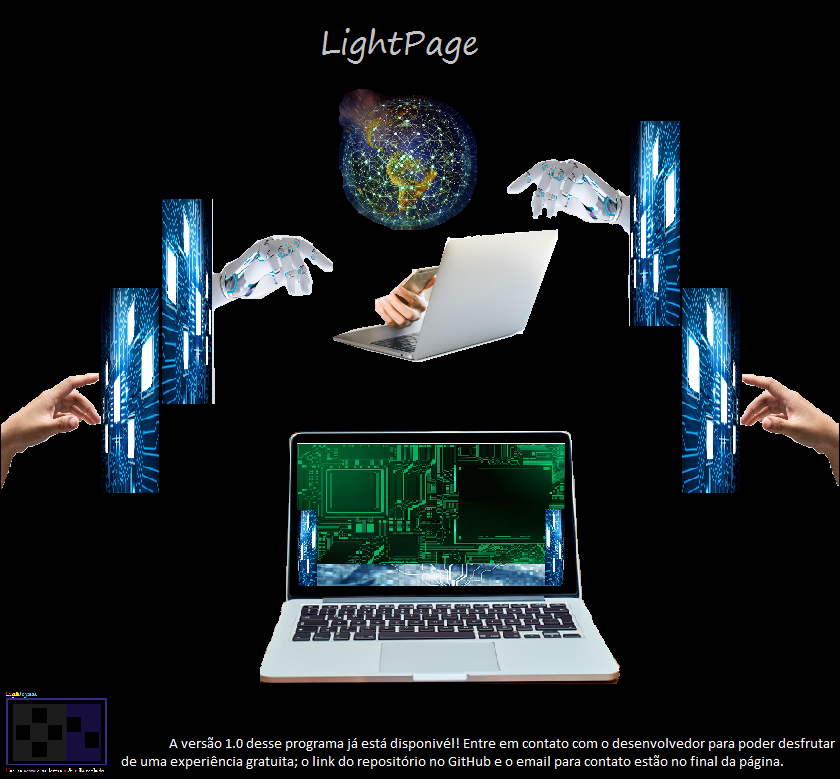 LightPage
A versão 1.0 desse programa já está disponivél! Entre em contato com o desenvolvedor para poder desfrutar
de uma experiência gratuita; o link do repositório no GitHub e o email para contato estão no final da página.